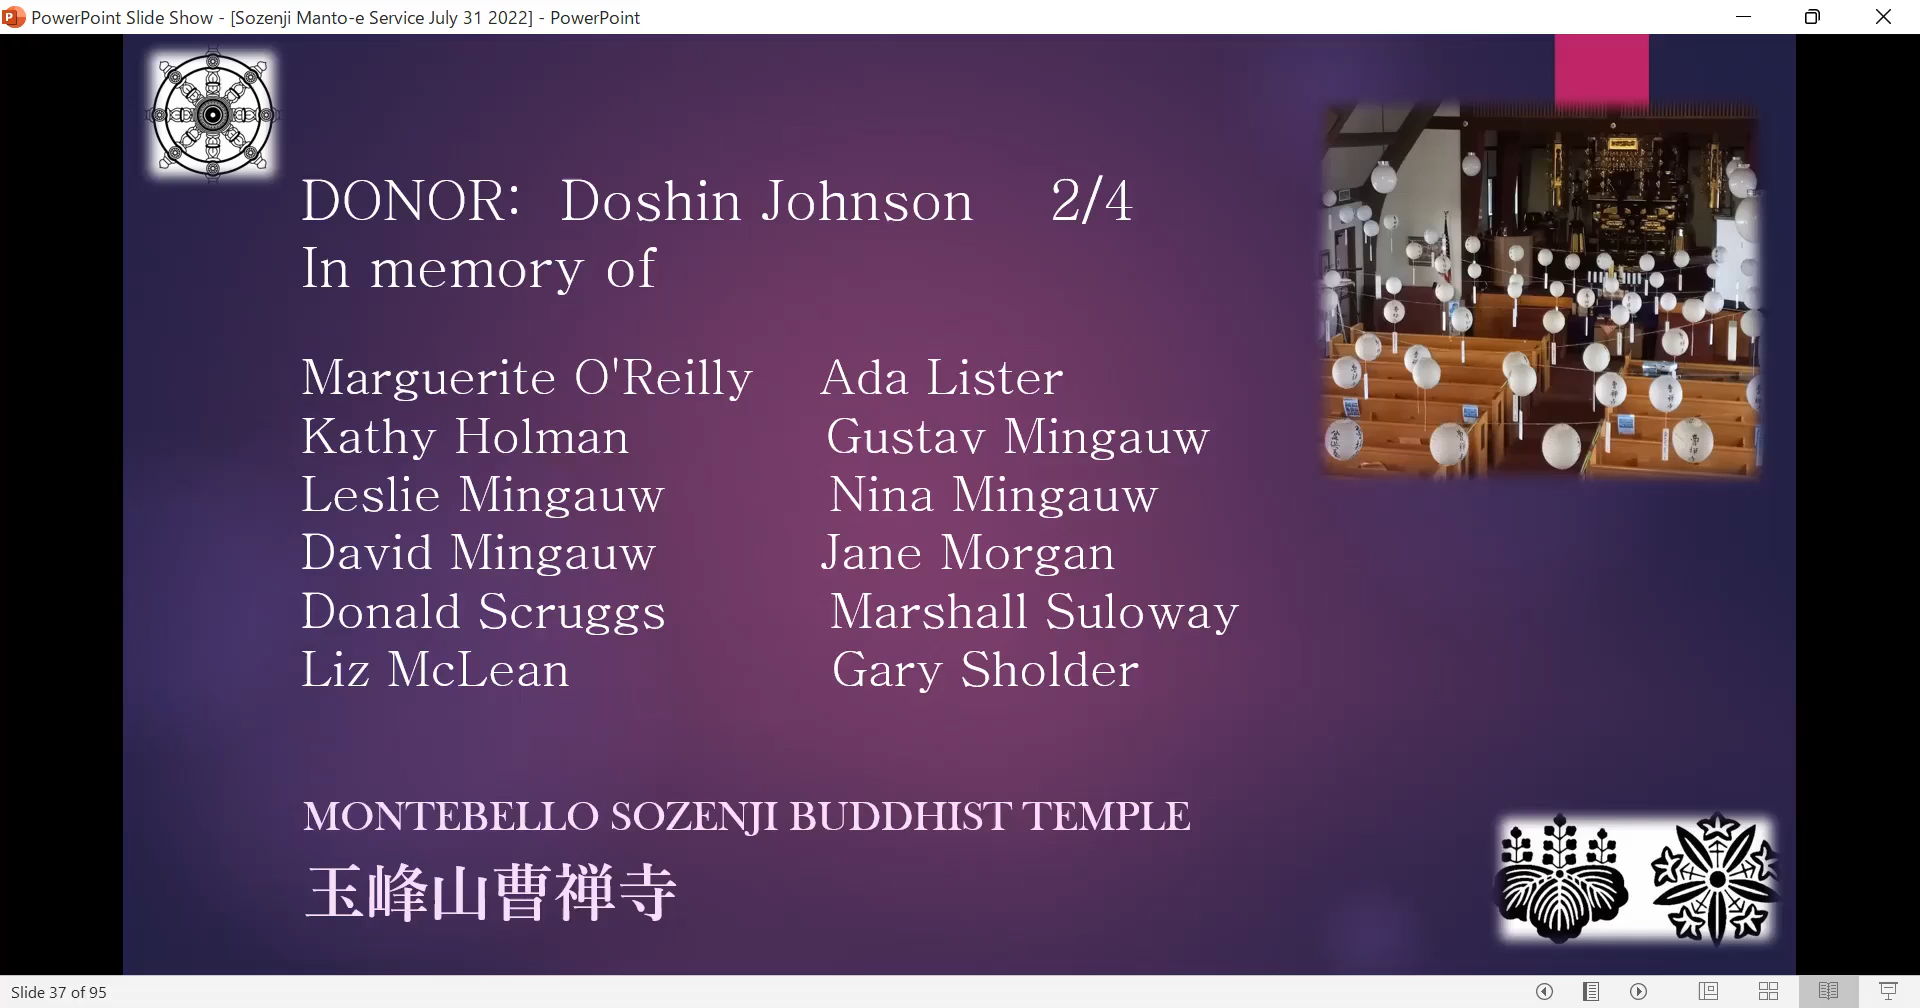 PowerPoint Slide Show - [Sozenji Manto-e Service July 31 2022] - PowerPoint
DONOR: Doshin Johnson 2/4
In memory of
Marguerite O'Reilly Ada Lister
Kathy Holman Gustav Mingauw
Leslie Mingauw Nina Mingauw
David Mingauw Jane Morgan
Donald Scruggs Marshall Suloway
Liz McLean Gary Sholder
MONTEBELLO SOZENJI BUDDHIST TEMPLE
玉峰山曹禅寺
Slide 37 of 95